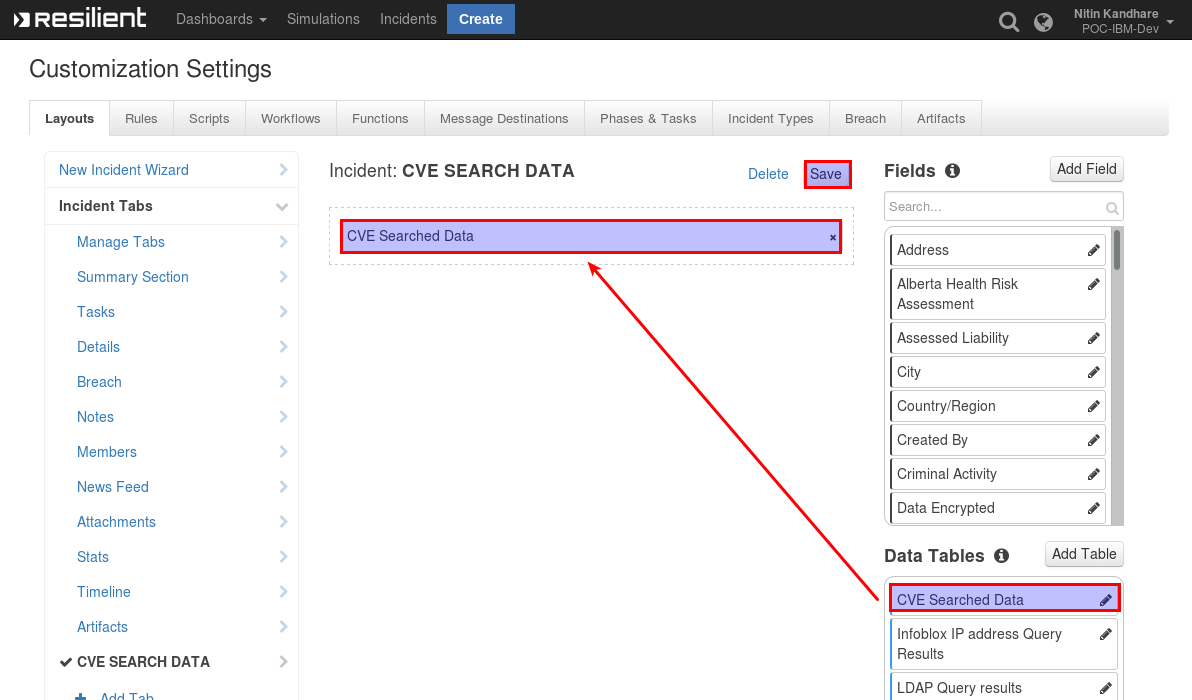 resilient
Dashboards
Simulations
Incidents
Create
Nitin Kandhare
POC-IBM-Dev
Customization Settings
Layouts
Rules
Scripts
Workflows
Functions
Message Destinations
Phases & Tasks
Incident Types
Breach
Artifacts
New Incident Wizard
Incident Tabs
Manage Tabs
Summary Section
Tasks
Details
Breach
Notes
Members
News Feed
Attachments
Stats
Timeline
Artifacts
CVE SEARCH DATA
Add Tab
Incident: CVE SEARCH DATA
Delete
Save
CVE Searched Data
Fields
Add Field
Search...
Address
Alberta Health Risk
Assessment
Assessed Liability
City
Country/Region
Created By
Criminal Activity
Data Encrypted
Data Tables
Add Table
CVE Searched Data
Infoblox IP address Query
Results
LDAP Query results